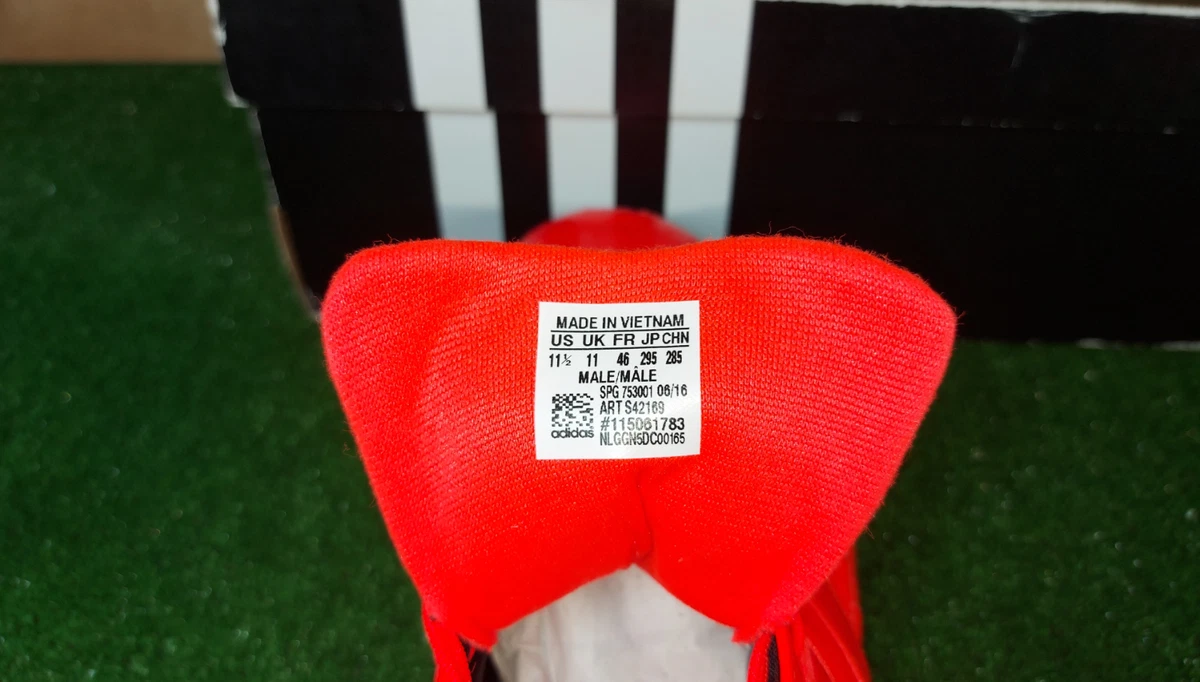 MADE IN VIETNAM
US UK FR JP CHN
11½ 11 46 295 285
MALE/MÂLE
SPG 753001 06/16
ART S42169
#115061783
adidas NLGGN5DC00165